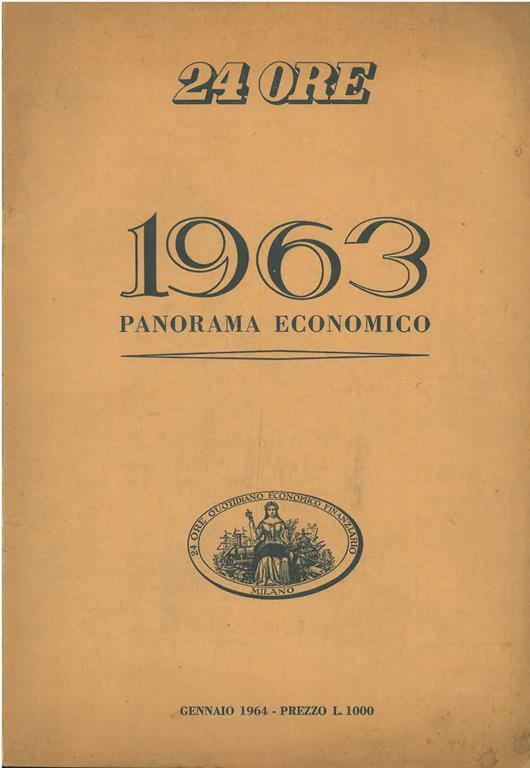 24 ORE
1963
PANORAMA ECONOMICO
24 ORE QUOTIDIANO ECONOMICO FINANZIARIO
MILANO
GENNAIO 1964 - PREZZO L. 1000